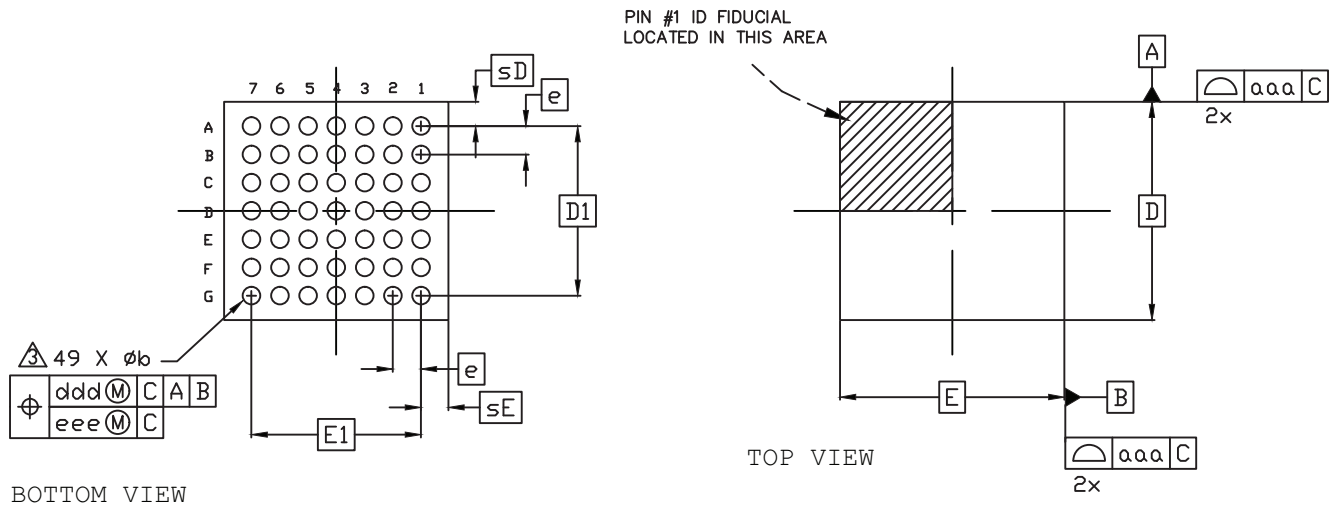 PIN #1 ID FIDUCIAL
LOCATED IN THIS AREA
sD
e
7 6 5 4 3 2 1
A
B
C
D
E
F
G
D1
3 49 X øb
ddd Ⓜ C A B
eee Ⓜ C
e
sE
E1
BOTTOM VIEW
A
aaa C
2x
D
E
B
aaa C
2x
TOP VIEW